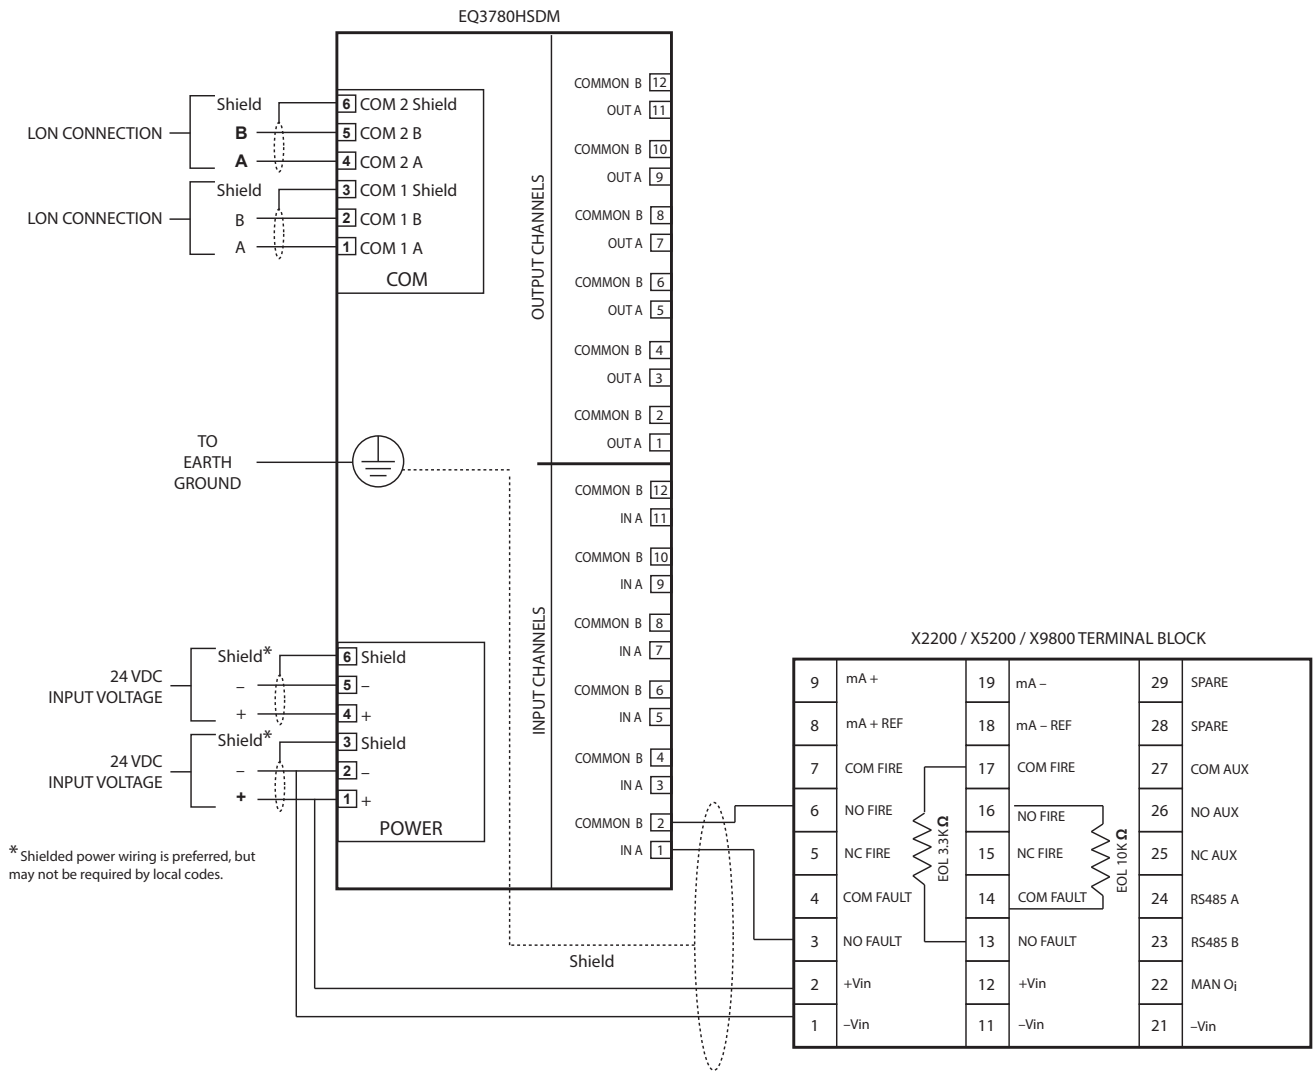 EQ3780HSDM
LON CONNECTION
Shield
B
A
6 COM 2 Shield
5 COM 2 B
4 COM 2 A
LON CONNECTION
Shield
B
A
3 COM 1 Shield
2 COM 1 B
1 COM 1 A
COM
TO
EARTH
GROUND
24 VDC
INPUT VOLTAGE
Shield*
–
+
6 Shield
5 –
4 +
24 VDC
INPUT VOLTAGE
Shield*
–
+
3 Shield
2 –
1 +
POWER
* Shielded power wiring is preferred, but
may not be required by local codes.
OUTPUT CHANNELS
COMMON B 12
OUT A 11
COMMON B 10
OUT A 9
COMMON B 8
OUT A 7
COMMON B 6
OUT A 5
COMMON B 4
OUT A 3
COMMON B 2
OUT A 1
INPUT CHANNELS
COMMON B 12
IN A 11
COMMON B 10
IN A 9
COMMON B 8
IN A 7
COMMON B 6
IN A 5
COMMON B 4
IN A 3
COMMON B 2
IN A 1
Shield
X2200 / X5200 / X9800 TERMINAL BLOCK
9 mA +
8 mA + REF
7 COM FIRE
6 NO FIRE
5 NC FIRE
4 COM FAULT
3 NO FAULT
2 +Vin
1 –Vin
EOL 3.3 K Ω
19 mA –
18 mA – REF
17 COM FIRE
16 NO FIRE
15 NC FIRE
14 COM FAULT
13 NO FAULT
12 +Vin
11 –Vin
EOL 10K Ω
29 SPARE
28 SPARE
27 COM AUX
26 NO AUX
25 NC AUX
24 RS485 A
23 RS485 B
22 MAN Oi
21 –Vin